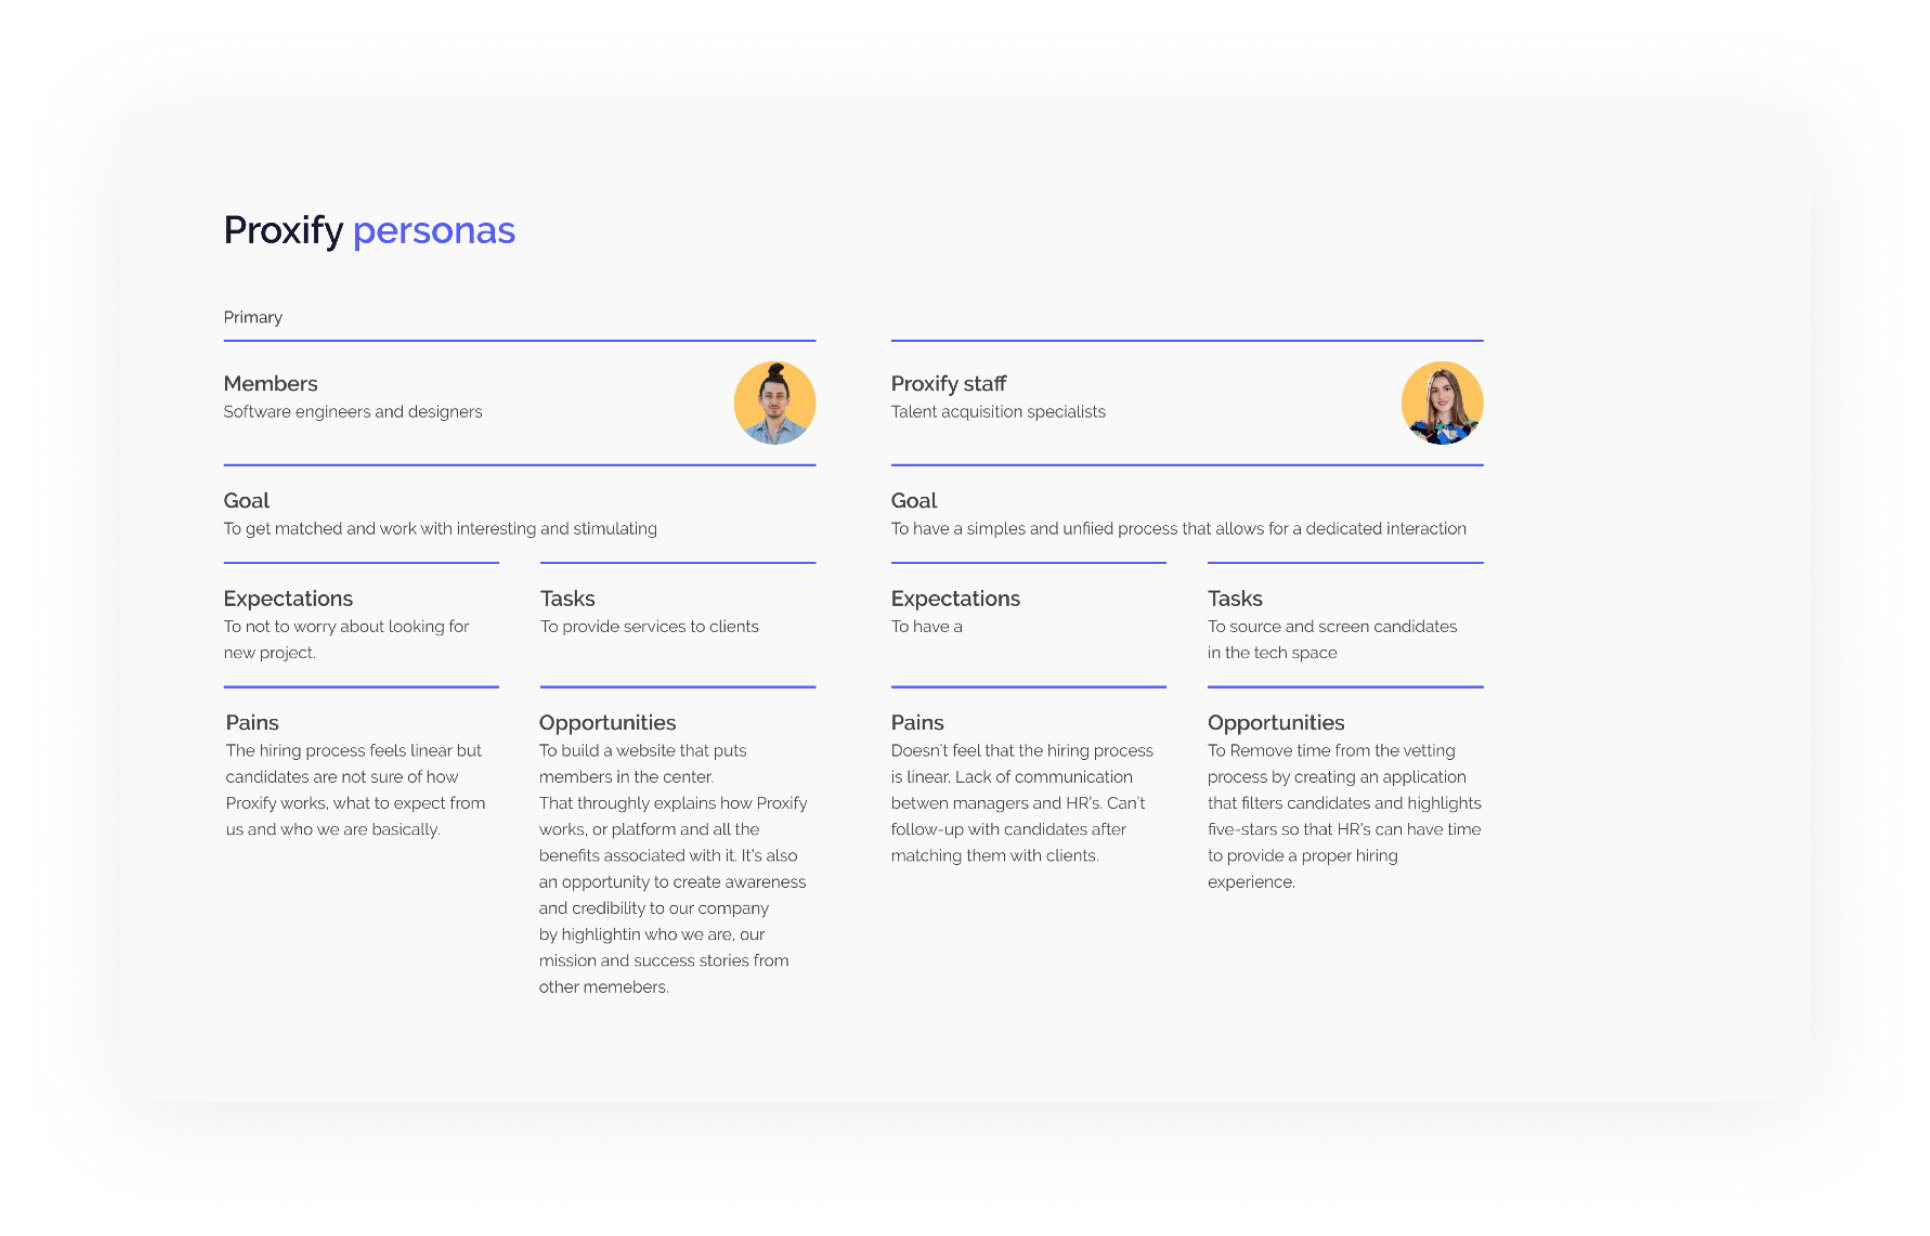 Proxify personas
Primary
Members
Software engineers and designers
Goal
To get matched and work with interesting and stimulating
Expectations
To not to worry about looking for
new project.
Tasks
To provide services to clients
Pains
The hiring process feels linear but
candidates are not sure of how
Proxify works, what to expect from
us and who we are basically.
Opportunities
To build a website that puts
members in the center.
That throughly explains how Proxify
works, or platform and all the
benefits associated with it. It's also
an opportunity to create awareness
and credibility to our company
by highlightin who we are, our
mission and success stories from
other memebers.
Proxify staff
Talent acquisition specialists
Goal
To have a simples and unfiied process that allows for a dedicated interaction
Expectations
To have a
Tasks
To source and screen candidates
in the tech space
Pains
Doesn't feel that the hiring process
is linear. Lack of communication
betwen managers and HR's. Can't
follow-up with candidates after
matching them with clients.
Opportunities
To Remove time from the vetting
process by creating an application
that filters candidates and highlights
five-stars so that HR's can have time
to provide a proper hiring
experience.